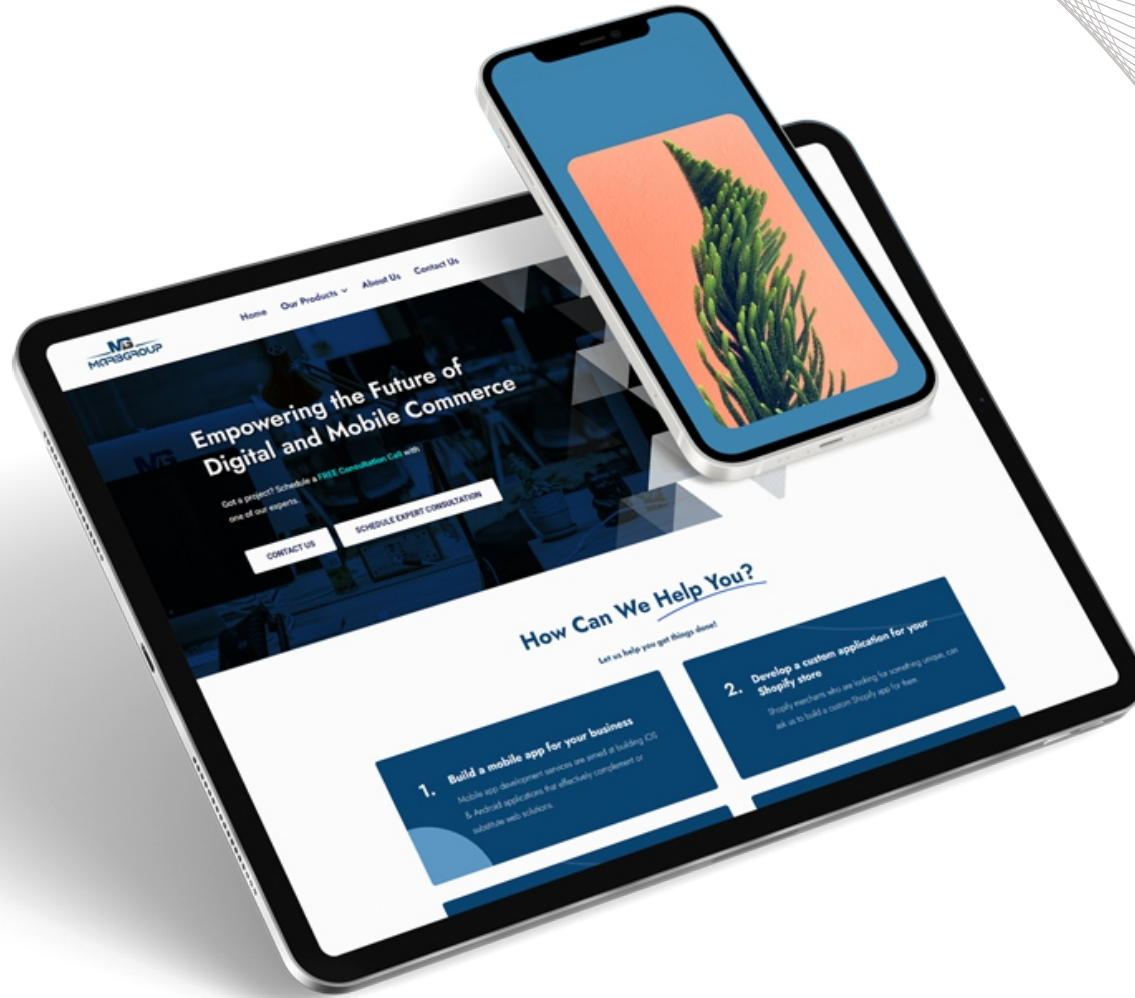 MG
MARBGROUP
Home Our Products About Us Contact Us
Empowering the Future of
Digital and Mobile Commerce
Got a project? Schedule a FREE Consultation Call with
one of our experts.
CONTACT US SCHEDULE EXPERT CONSULTATION
How Can We Help You?
Let us help you get things done!
1. Build a mobile app for your business
Mobile app development services are aimed at building iOS
& Android applications that effectively complement or
substitute web solutions.
2. Develop a custom application for your
Shopify store
Shopify merchants who are looking for something unique, can
ask us to build a custom Shopify app for them